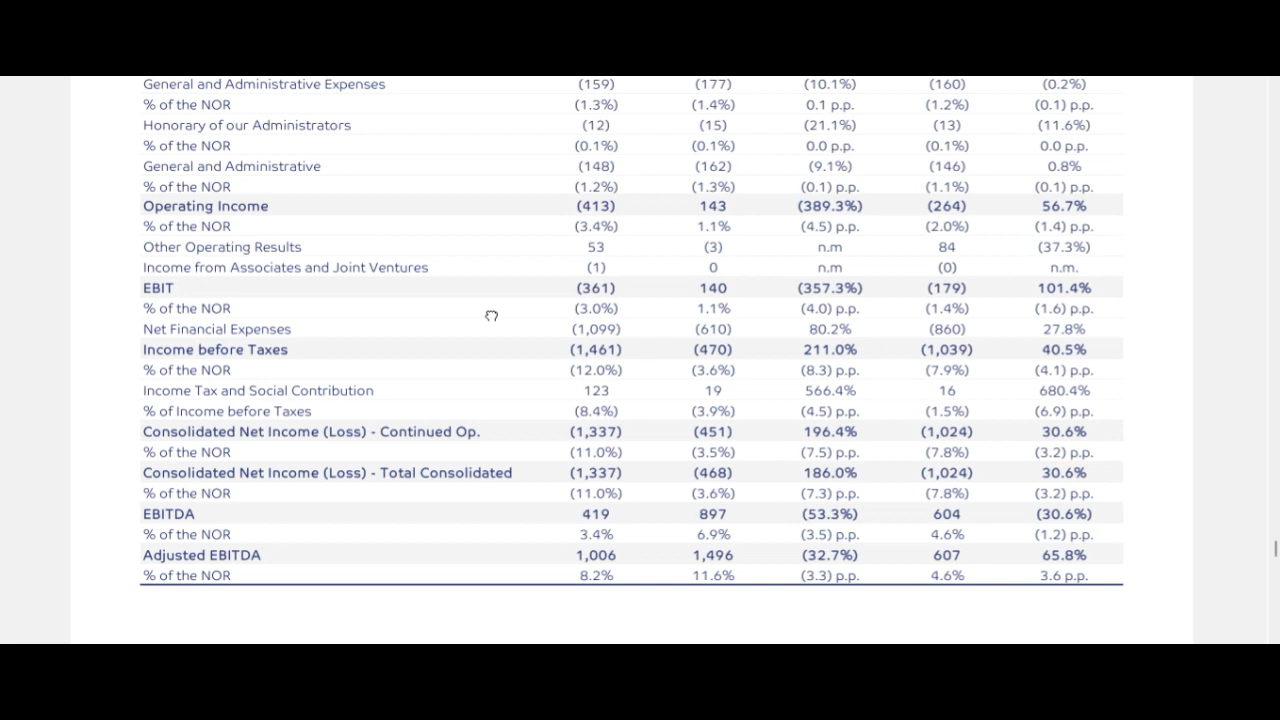 General and Administrative Expenses (159) (177) (10.1%) (160) (0.2%)
% of the NOR (1.3%) (1.4%) 0.1 p.p. (1.2%) (0.1) p.p.
Honorary of our Administrators (12) (15) (21.1%) (13) (11.6%)
% of the NOR (0.1%) (0.1%) 0.0 p.p. (0.1%) 0.0 p.p.
General and Administrative (148) (162) (9.1%) (146) 0.8%
% of the NOR (1.2%) (1.3%) (0.1) p.p. (1.1%) (0.1) p.p.
Operating Income (413) 143 (389.3%) (264) 56.7%
% of the NOR (3.4%) 1.1% (4.5) p.p. (2.0%) (1.4) p.p.
Other Operating Results 53 (3) n.m 84 (37.3%)
Income from Associates and Joint Ventures (1) 0 n.m (0) n.m.
EBIT (361) 140 (357.3%) (179) 101.4%
% of the NOR (3.0%) 1.1% (4.0) p.p. (1.4%) (1.6) p.p.
Net Financial Expenses (1,099) (610) 80.2% (860) 27.8%
Income before Taxes (1,461) (470) 211.0% (1,039) 40.5%
% of the NOR (12.0%) (3.6%) (8.3) p.p. (7.9%) (4.1) p.p.
Income Tax and Social Contribution 123 19 566.4% 16 680.4%
% of Income before Taxes (8.4%) (3.9%) (4.5) p.p. (1.5%) (6.9) p.p.
Consolidated Net Income (Loss) - Continued Op. (1,337) (451) 196.4% (1,024) 30.6%
% of the NOR (11.0%) (3.5%) (7.5) p.p. (7.8%) (3.2) p.p.
Consolidated Net Income (Loss) - Total Consolidated (1,337) (468) 186.0% (1,024) 30.6%
% of the NOR (11.0%) (3.6%) (7.3) p.p. (7.8%) (3.2) p.p.
EBITDA 419 897 (53.3%) 604 (30.6%)
% of the NOR 3.4% 6.9% (3.5) p.p. 4.6% (1.2) p.p.
Adjusted EBITDA 1,006 1,496 (32.7%) 607 65.8%
% of the NOR 8.2% 11.6% (3.3) p.p. 4.6% 3.6 p.p.